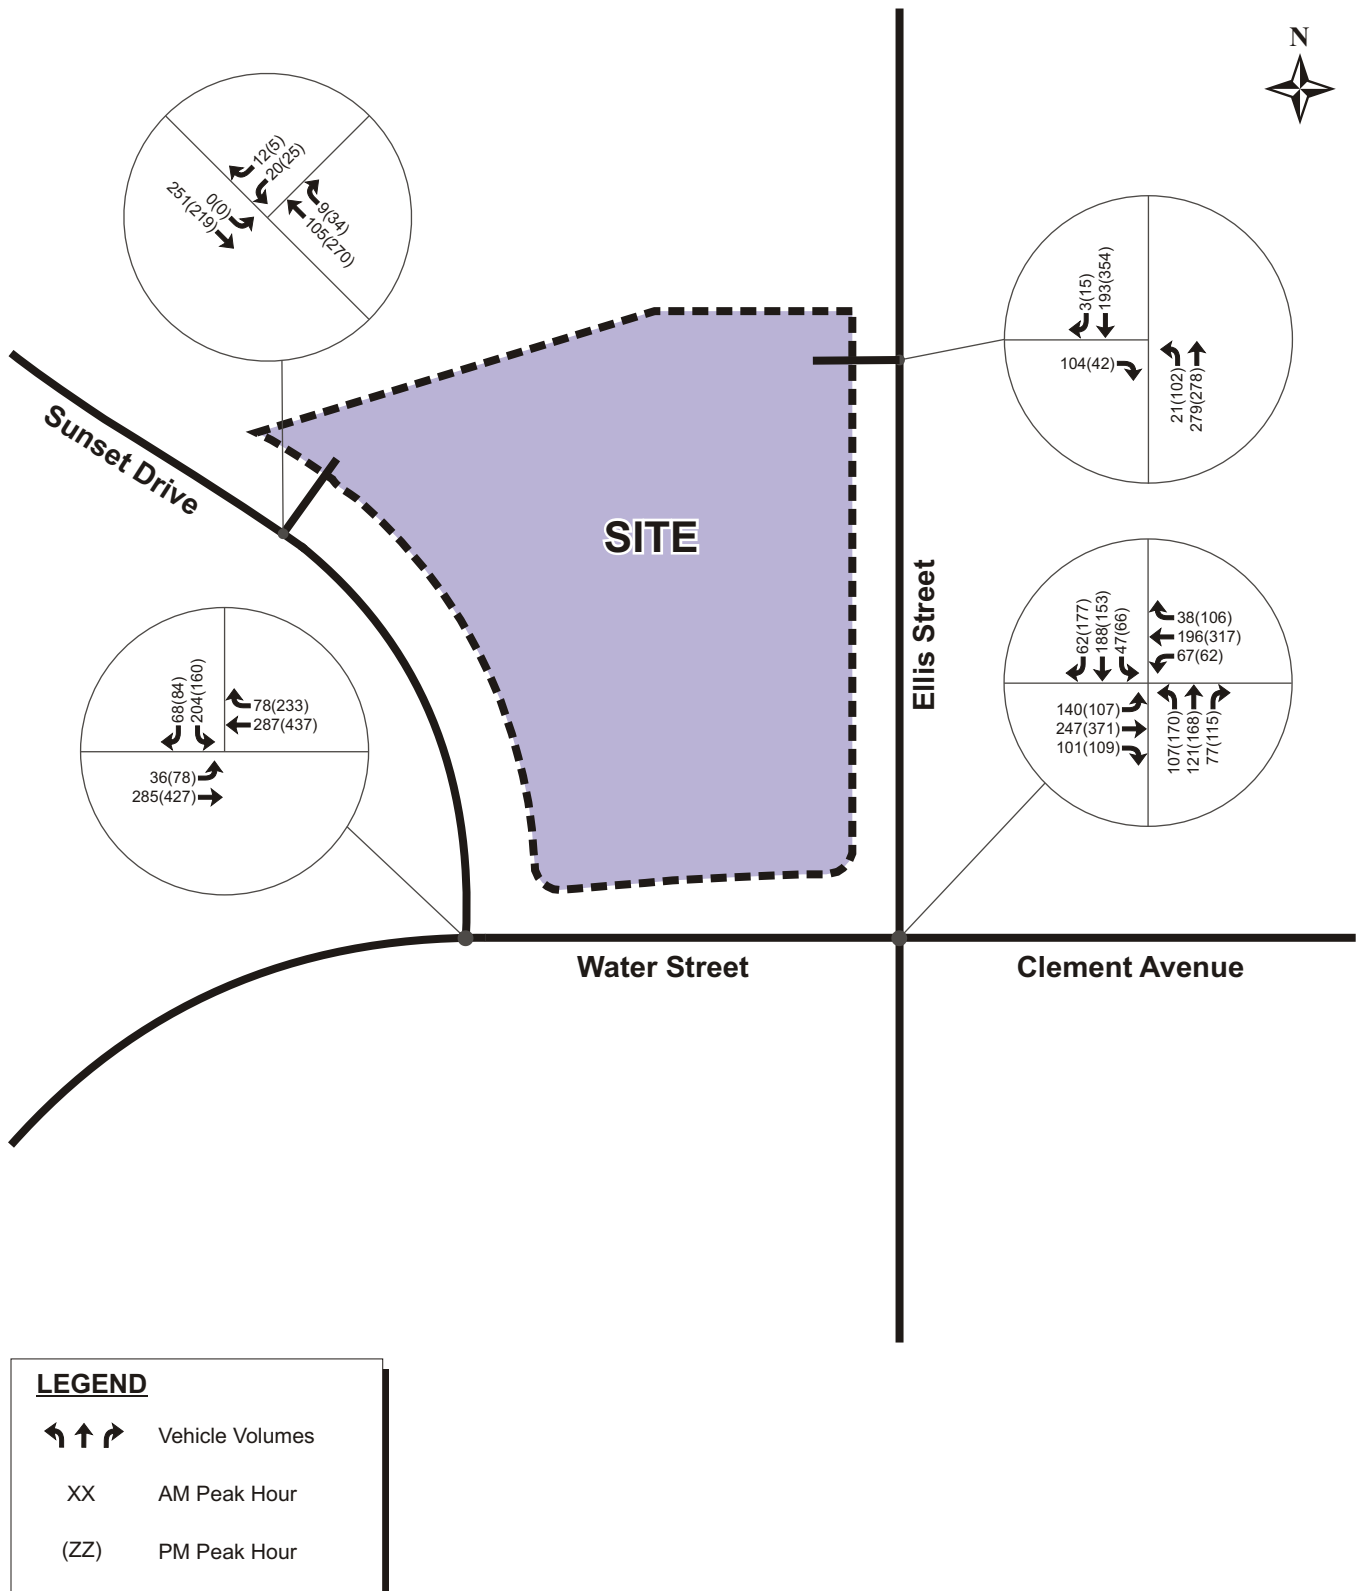 N
12(5)
20(25)
0(0)
251(219)
9(34)
105(270)
3(15)
193(354)
104(42)
21(102)
279(278)
Sunset Drive
SITE
Ellis Street
62(177)
188(153)
47(66)
38(106)
196(317)
67(62)
140(107)
247(371)
101(109)
107(170)
121(168)
77(115)
68(84)
204(160)
78(233)
287(437)
36(78)
285(427)
Water Street
Clement Avenue
LEGEND
Vehicle Volumes
XX AM Peak Hour
(ZZ) PM Peak Hour